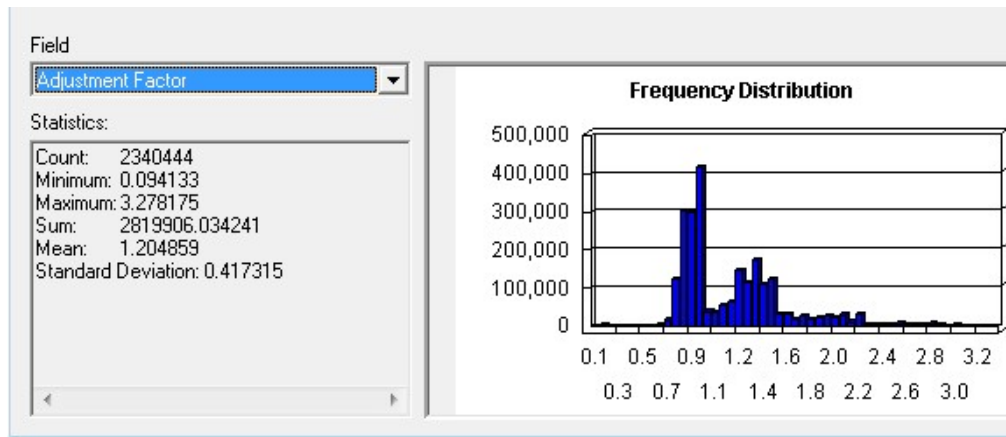 Field
Adjustment Factor
Statistics:
Count: 2340444
Minimum: 0.094133
Maximum: 3.278175
Sum: 2819906.034241
Mean: 1.204859
Standard Deviation: 0.417315
Frequency Distribution
500,000
400,000
300,000
200,000
100,000
0
0.1 0.5 0.9 1.2 1.6 2.0 2.4 2.8 3.2
0.3 0.7 1.1 1.4 1.8 2.2 2.6 3.0